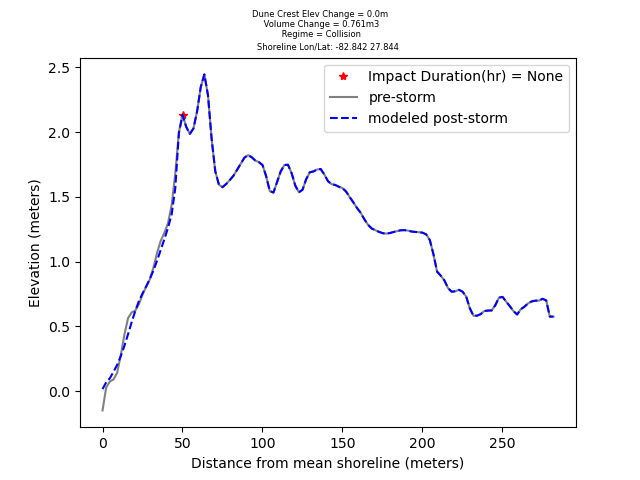 Dune Crest Elev Change = 0.0m
Volume Change = 0.761m3
Regime = Collision
Shoreline Lon/Lat: -82.842 27.844
Impact Duration(hr) = None
pre-storm
modeled post-storm
Elevation (meters)
2.5
2.0
1.5
1.0
0.5
0.0
0 50 100 150 200 250
Distance from mean shoreline (meters)